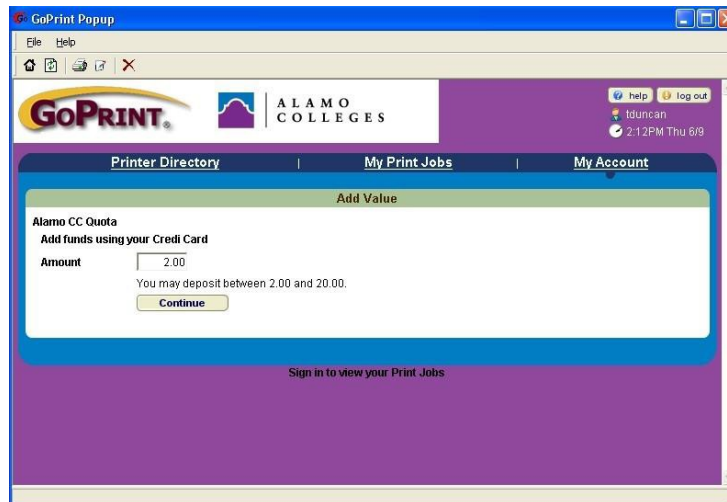 GoPrint Popup
File Help
GOPRINT.
ALAMO
COLLEGES
help log out
tduncan
2:12PM Thu 6/9
Printer Directory | My Print Jobs | My Account
Add Value
Alamo CC Quota
Add funds using your Credi Card
Amount 2.00
You may deposit between 2.00 and 20.00.
Continue
Sign in to view your Print Jobs